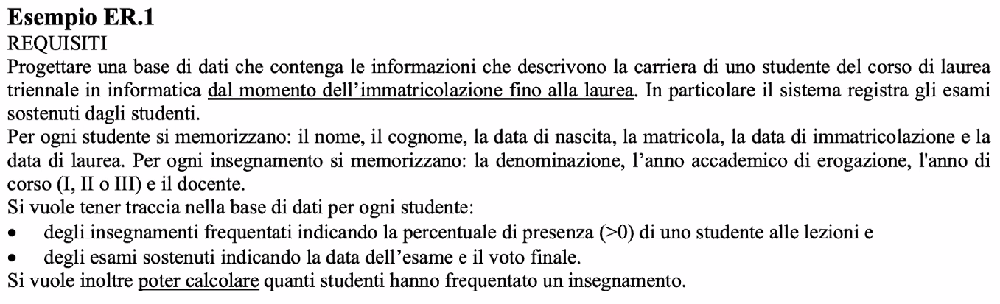 Esempio ER.1
REQUISITI
Progettare una base di dati che contenga le informazioni che descrivono la carriera di uno studente del corso di laurea
triennale in informatica dal momento dell’immatricolazione fino alla laurea. In particolare il sistema registra gli esami
sostenuti dagli studenti.
Per ogni studente si memorizzano: il nome, il cognome, la data di nascita, la matricola, la data di immatricolazione e la
data di laurea. Per ogni insegnamento si memorizzano: la denominazione, l’anno accademico di erogazione, l'anno di
corso (I, II o III) e il docente.
Si vuole tener traccia nella base di dati per ogni studente:
• degli insegnamenti frequentati indicando la percentuale di presenza (>0) di uno studente alle lezioni e
• degli esami sostenuti indicando la data dell’esame e il voto finale.
Si vuole inoltre poter calcolare quanti studenti hanno frequentato un insegnamento.